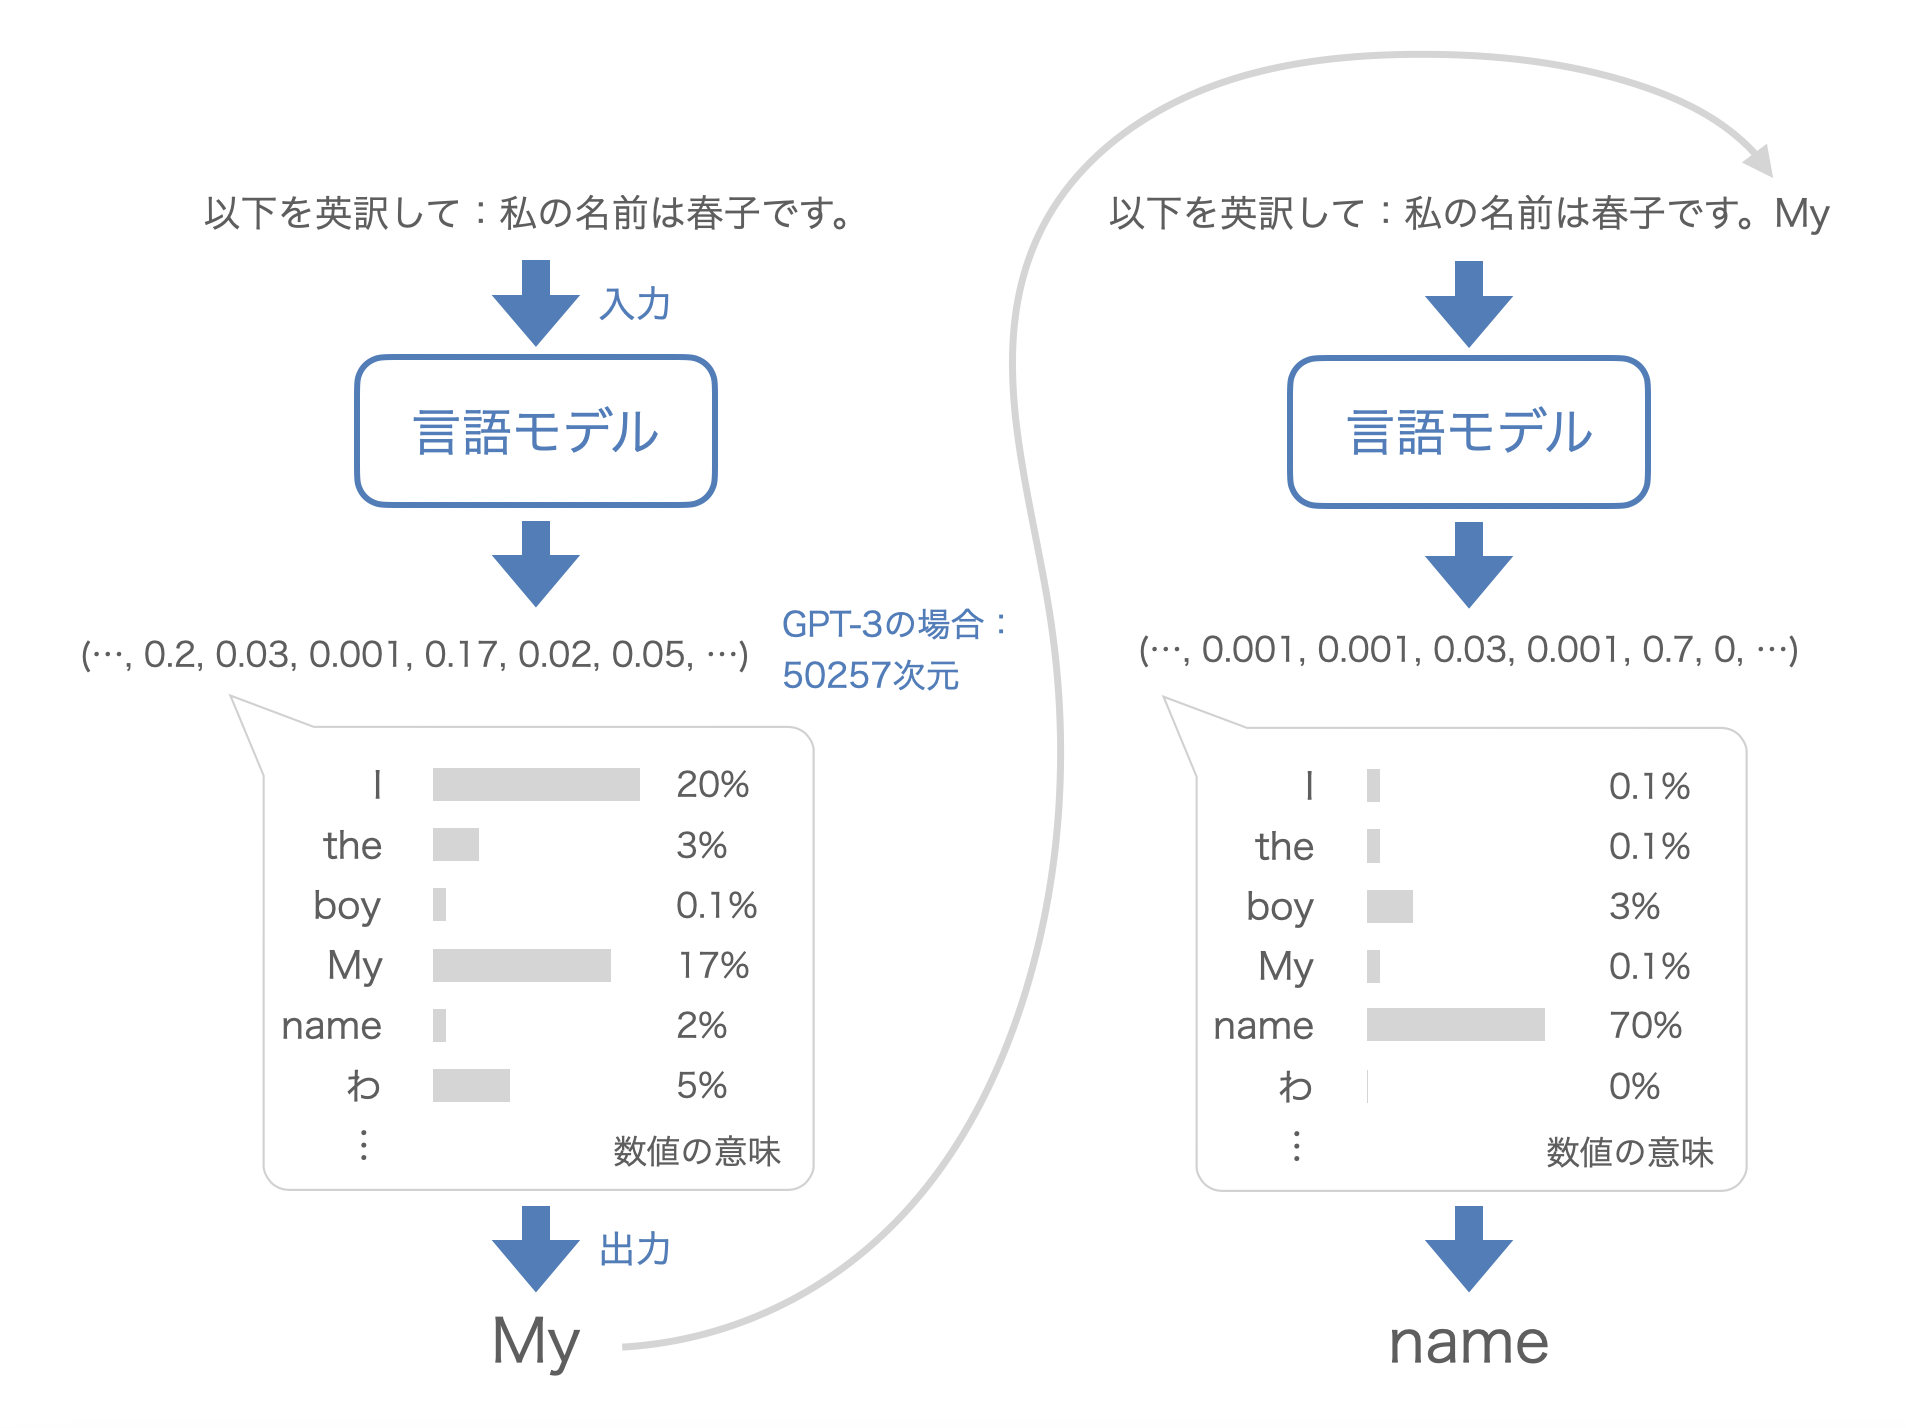 以下を英訳して：私の名前は春子です。
入力
言語モデル
(…, 0.2, 0.03, 0.001, 0.17, 0.02, 0.05, …)
GPT-3の場合：
50257次元
I 20%
the 3%
boy 0.1%
My 17%
name 2%
わ 5%
⋮
数値の意味
出力
My
以下を英訳して：私の名前は春子です。My
言語モデル
(…, 0.001, 0.001, 0.03, 0.001, 0.7, 0, …)
I 0.1%
the 0.1%
boy 3%
My 0.1%
name 70%
わ 0%
⋮
数値の意味
name